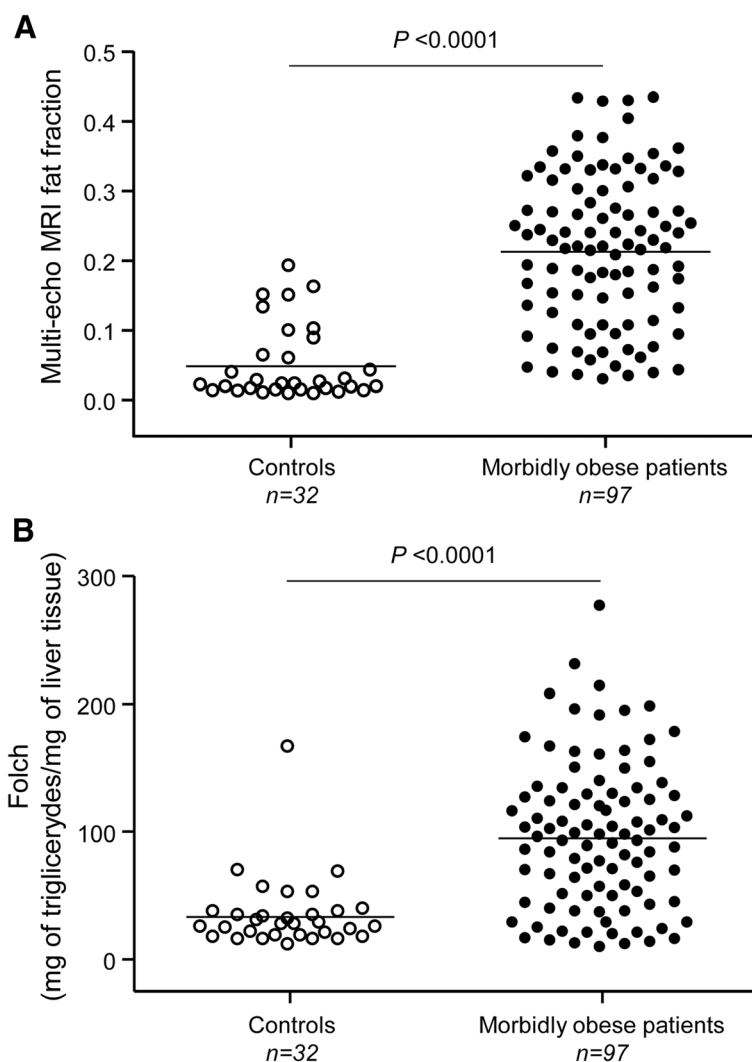 A
P <0.0001
Multi-echo MRI fat fraction
0.5
0.4
0.3
0.2
0.1
0.0
Controls
n=32
Morbidly obese patients
n=97
B
P <0.0001
Folch
(mg of triglicerydes/mg of liver tissue)
300
200
100
0
Controls
n=32
Morbidly obese patients
n=97